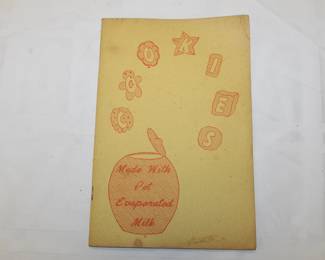 COOKIES
Made With
Pet
Evaporated
Milk